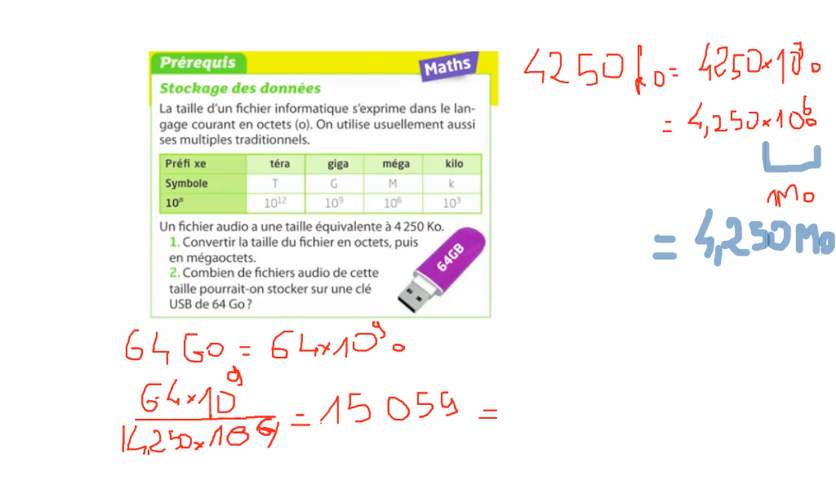 Prérequis
Maths
Stockage des données
La taille d'un fichier informatique s'exprime dans le lan-
gage courant en octets (o). On utilise usuellement aussi
ses multiples traditionnels.
Préfi xe téra giga méga kilo
Symbole T G M k
10ⁿ 10¹² 10⁹ 10⁶ 10³
Un fichier audio a une taille équivalente à 4 250 Ko.
1. Convertir la taille du fichier en octets, puis
en mégaoctets.
2. Combien de fichiers audio de cette
taille pourrait-on stocker sur une clé
USB de 64 Go ?
64GB
4250 ko = 4250×10³ o
= 4,250×10⁶ o
1Mo
= 4,250 Mo
64 Go = 64×10⁹ o
64×10⁹
4,250×10⁶
= 15 059 =